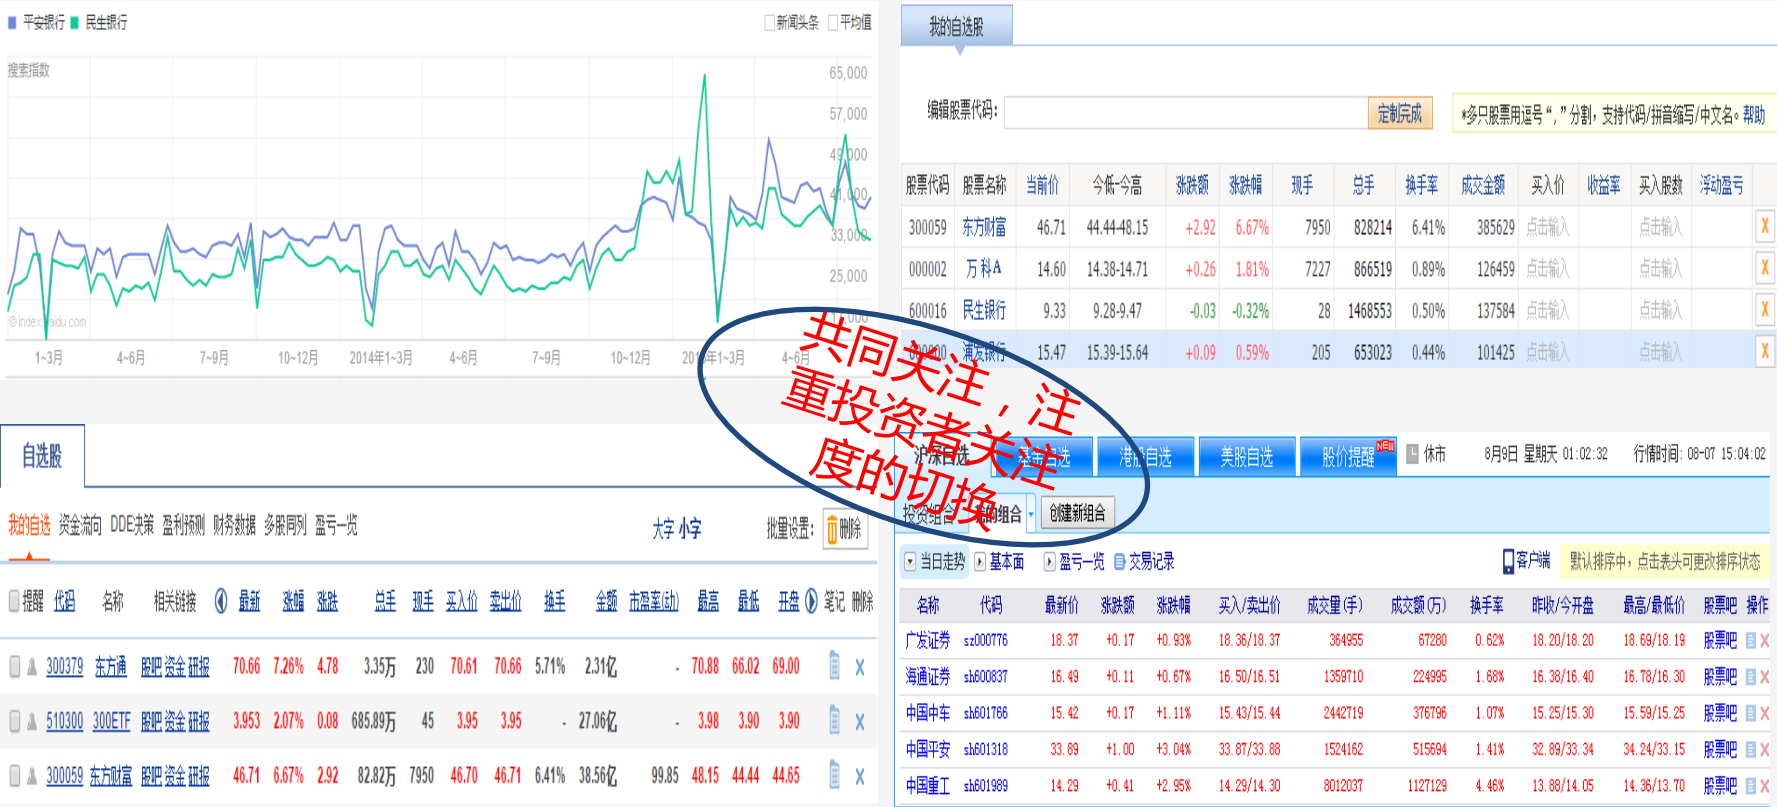 平安银行 民生银行 新闻头条 平均值
搜索指数
65,000
57,000
49,000
41,000
33,000
25,000
17,000
©index.baidu.com
1~3月 4~6月 7~9月 10~12月 2014年1~3月 4~6月 7~9月 10~12月 2015年1~3月 4~6月
我的自选股
编辑股票代码: 定制完成 *多只股票用逗号“,”分割，支持代码/拼音缩写/中文名。帮助
股票代码 股票名称 当前价 今低-今高 涨跌额 涨跌幅 现手 总手 换手率 成交金额 买入价 收益率 买入股数 浮动盈亏
300059 东方财富 46.71 44.44-48.15 +2.92 6.67% 7950 828214 6.41% 385629 点击输入 点击输入 X
000002 万 科A 14.60 14.38-14.71 +0.26 1.81% 7227 866519 0.89% 126459 点击输入 点击输入 X
600016 民生银行 9.33 9.28-9.47 -0.03 -0.32% 28 1468553 0.50% 137584 点击输入 点击输入 X
600000 浦发银行 15.47 15.39-15.64 +0.09 0.59% 205 653023 0.44% 101425 点击输入 点击输入 X
共同关注，注
重投资者关注
度的切换
自选股
我的自选 资金流向 DDE决策 盈利预测 财务数据 多股同列 盈亏一览 大字 小字 批量设置: 删除
提醒 代码 名称 相关链接 最新 涨幅 涨跌 总手 现手 买入价 卖出价 换手 金额 市盈率(动) 最高 最低 开盘 笔记 删除
300379 东方通 股吧 资金 研报 70.66 7.26% 4.78 3.35万 230 70.61 70.66 5.71% 2.31亿 - 70.88 66.02 69.00
510300 300ETF 股吧 资金 研报 3.953 2.07% 0.08 685.89万 45 3.95 3.95 - 27.06亿 - 3.98 3.90 3.90
300059 东方财富 股吧 资金 研报 46.71 6.67% 2.92 82.82万 7950 46.70 46.71 6.41% 38.56亿 99.85 48.15 44.44 44.65
沪深自选 基金自选 港股自选 美股自选 股价提醒 NEW 休市 8月9日 星期天 01:02:32 行情时间: 08-07 15:04:02
投资组合 我的组合 创建新组合
当日走势 基本面 盈亏一览 交易记录 客户端 默认排序中，点击表头可更改排序状态
名称 代码 最新价 涨跌额 涨跌幅 买入/卖出价 成交量(手) 成交额(万) 换手率 昨收/今开盘 最高/最低价 股票吧 操作
广发证券 sz000776 18.37 +0.17 +0.93% 18.36/18.37 364955 67280 0.62% 18.20/18.20 18.69/18.19 股票吧
海通证券 sh600837 16.49 +0.11 +0.67% 16.50/16.51 1359710 224995 1.68% 16.38/16.40 16.78/16.30 股票吧
中国中车 sh601766 15.42 +0.17 +1.11% 15.43/15.44 2442719 376796 1.07% 15.25/15.30 15.59/15.25 股票吧
中国平安 sh601318 33.89 +1.00 +3.04% 33.87/33.88 1524162 515694 1.41% 32.89/33.34 34.24/33.15 股票吧
中国重工 sh601989 14.29 +0.41 +2.95% 14.29/14.30 8012037 1127129 4.46% 13.88/14.05 14.36/13.70 股票吧